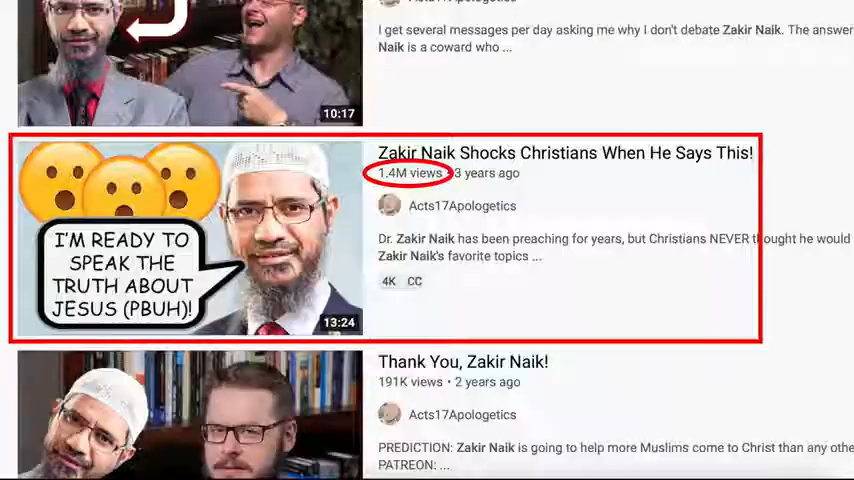 Acts17Apologetics
I get several messages per day asking me why I don't debate Zakir Naik. The answer
Naik is a coward who ...
10:17
Zakir Naik Shocks Christians When He Says This!
1.4M views • 3 years ago
Acts17Apologetics
I'M READY TO
SPEAK THE
TRUTH ABOUT
JESUS (PBUH)!
Dr. Zakir Naik has been preaching for years, but Christians NEVER thought he would
Zakir Naik's favorite topics ...
4K CC
13:24
Thank You, Zakir Naik!
191K views • 2 years ago
Acts17Apologetics
PREDICTION: Zakir Naik is going to help more Muslims come to Christ than any othe
PATREON: ...